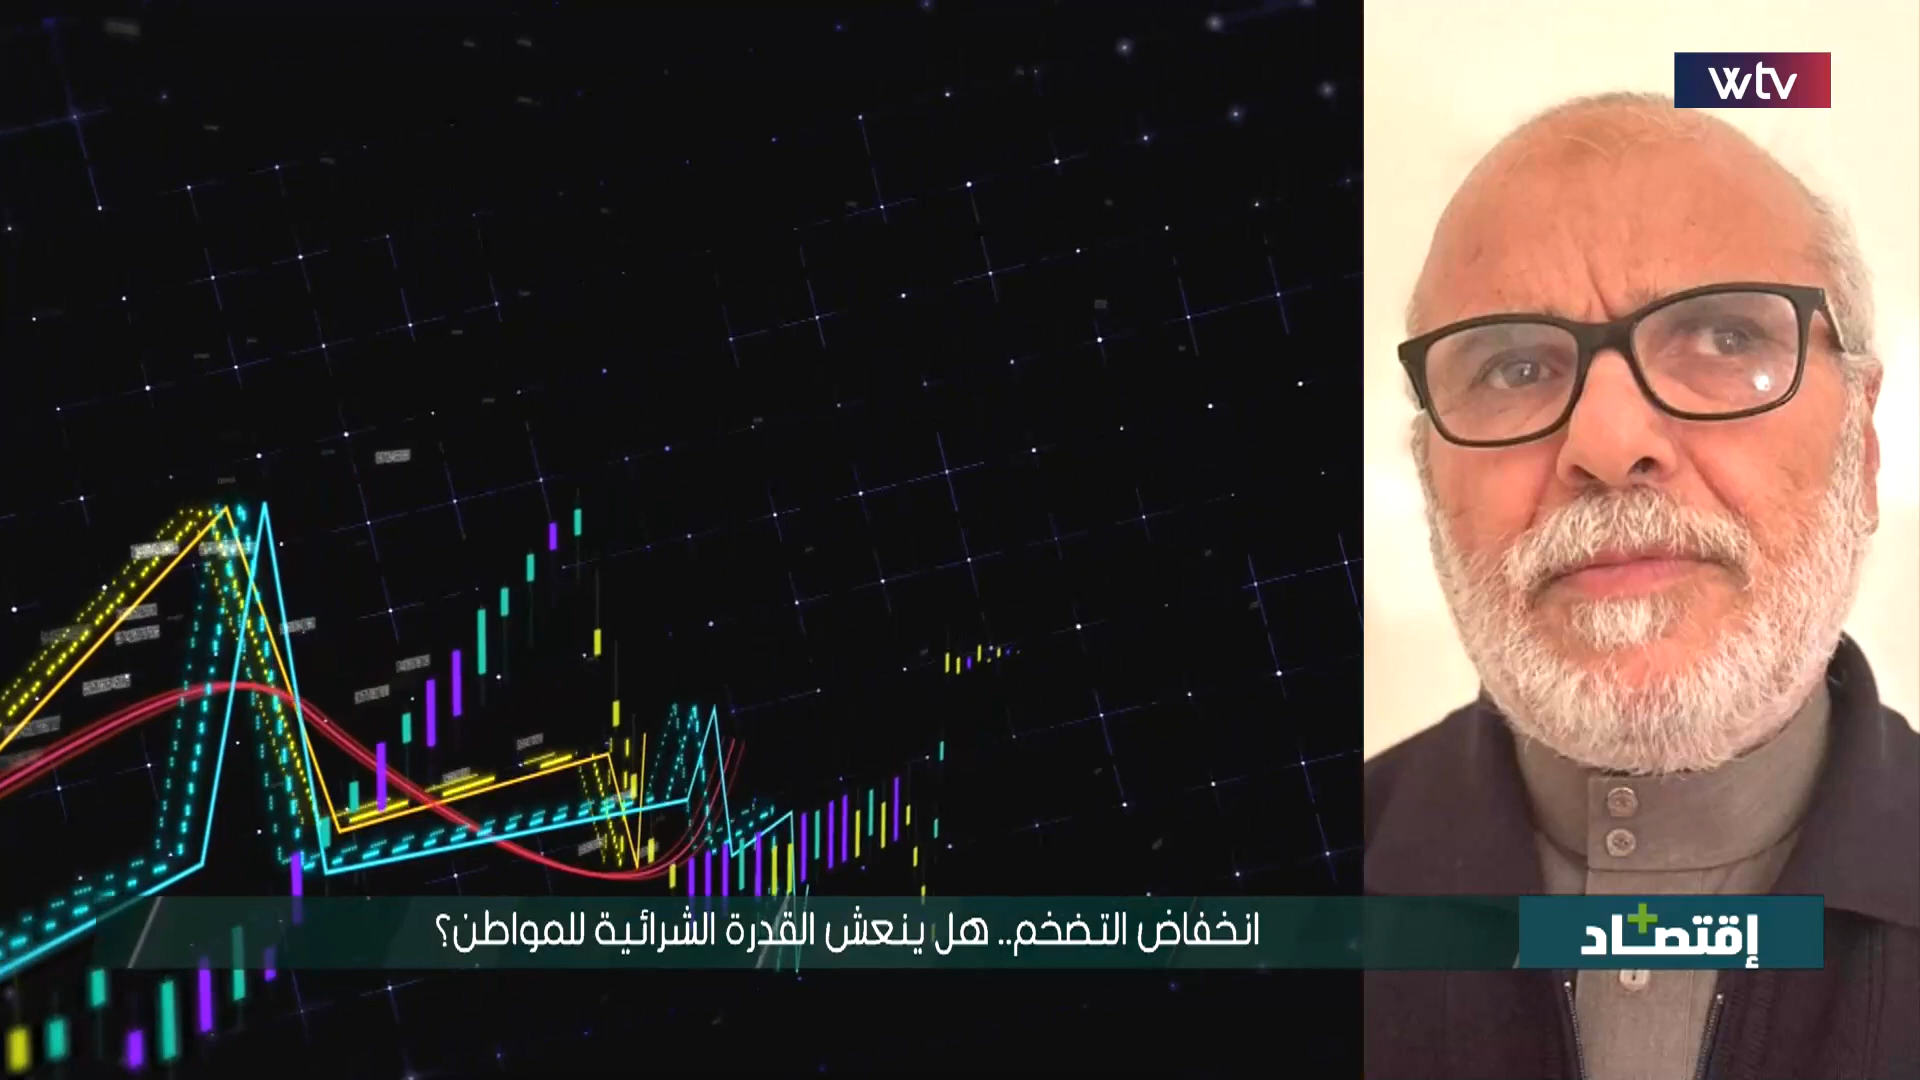 wtv
إقتصاد+
انخفاض التضخم.. هل ينعش القدرة الشرائية للمواطن؟